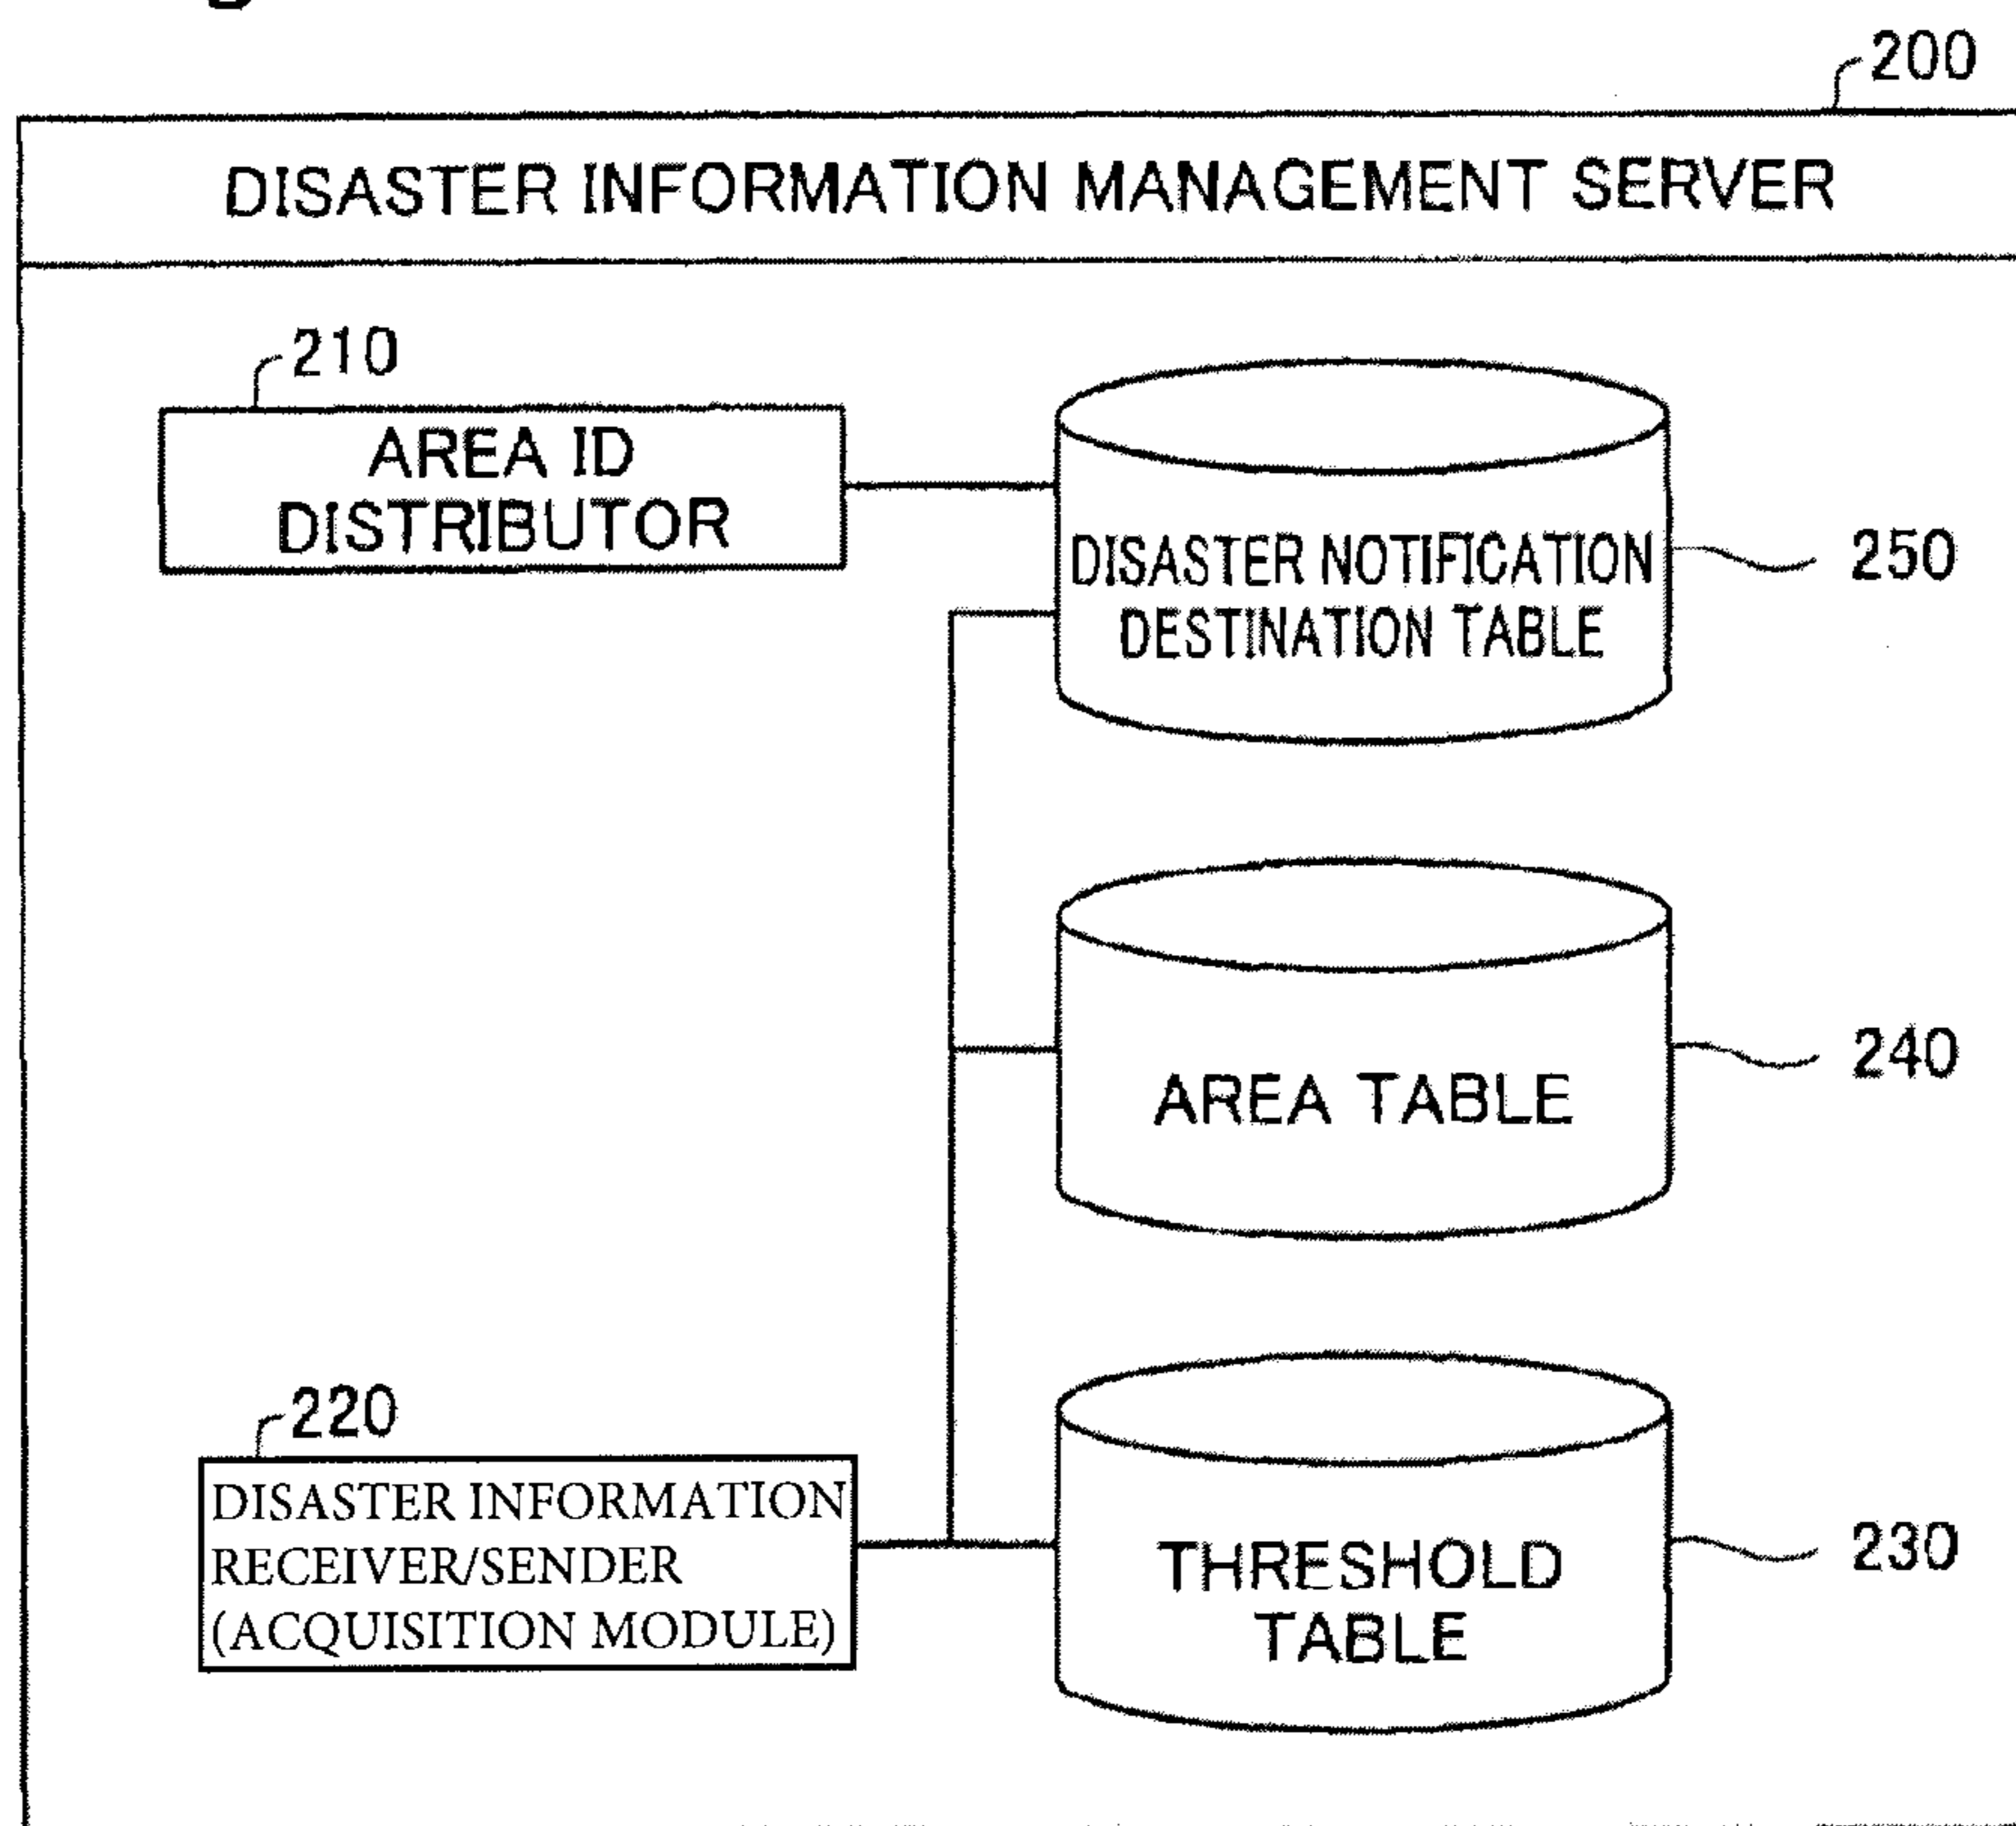 200
DISASTER INFORMATION MANAGEMENT SERVER
210
AREA ID
DISTRIBUTOR
DISASTER NOTIFICATION
DESTINATION TABLE
250
AREA TABLE
240
220
DISASTER INFORMATION
RECEIVER/SENDER
(ACQUISITION MODULE)
THRESHOLD
TABLE
230